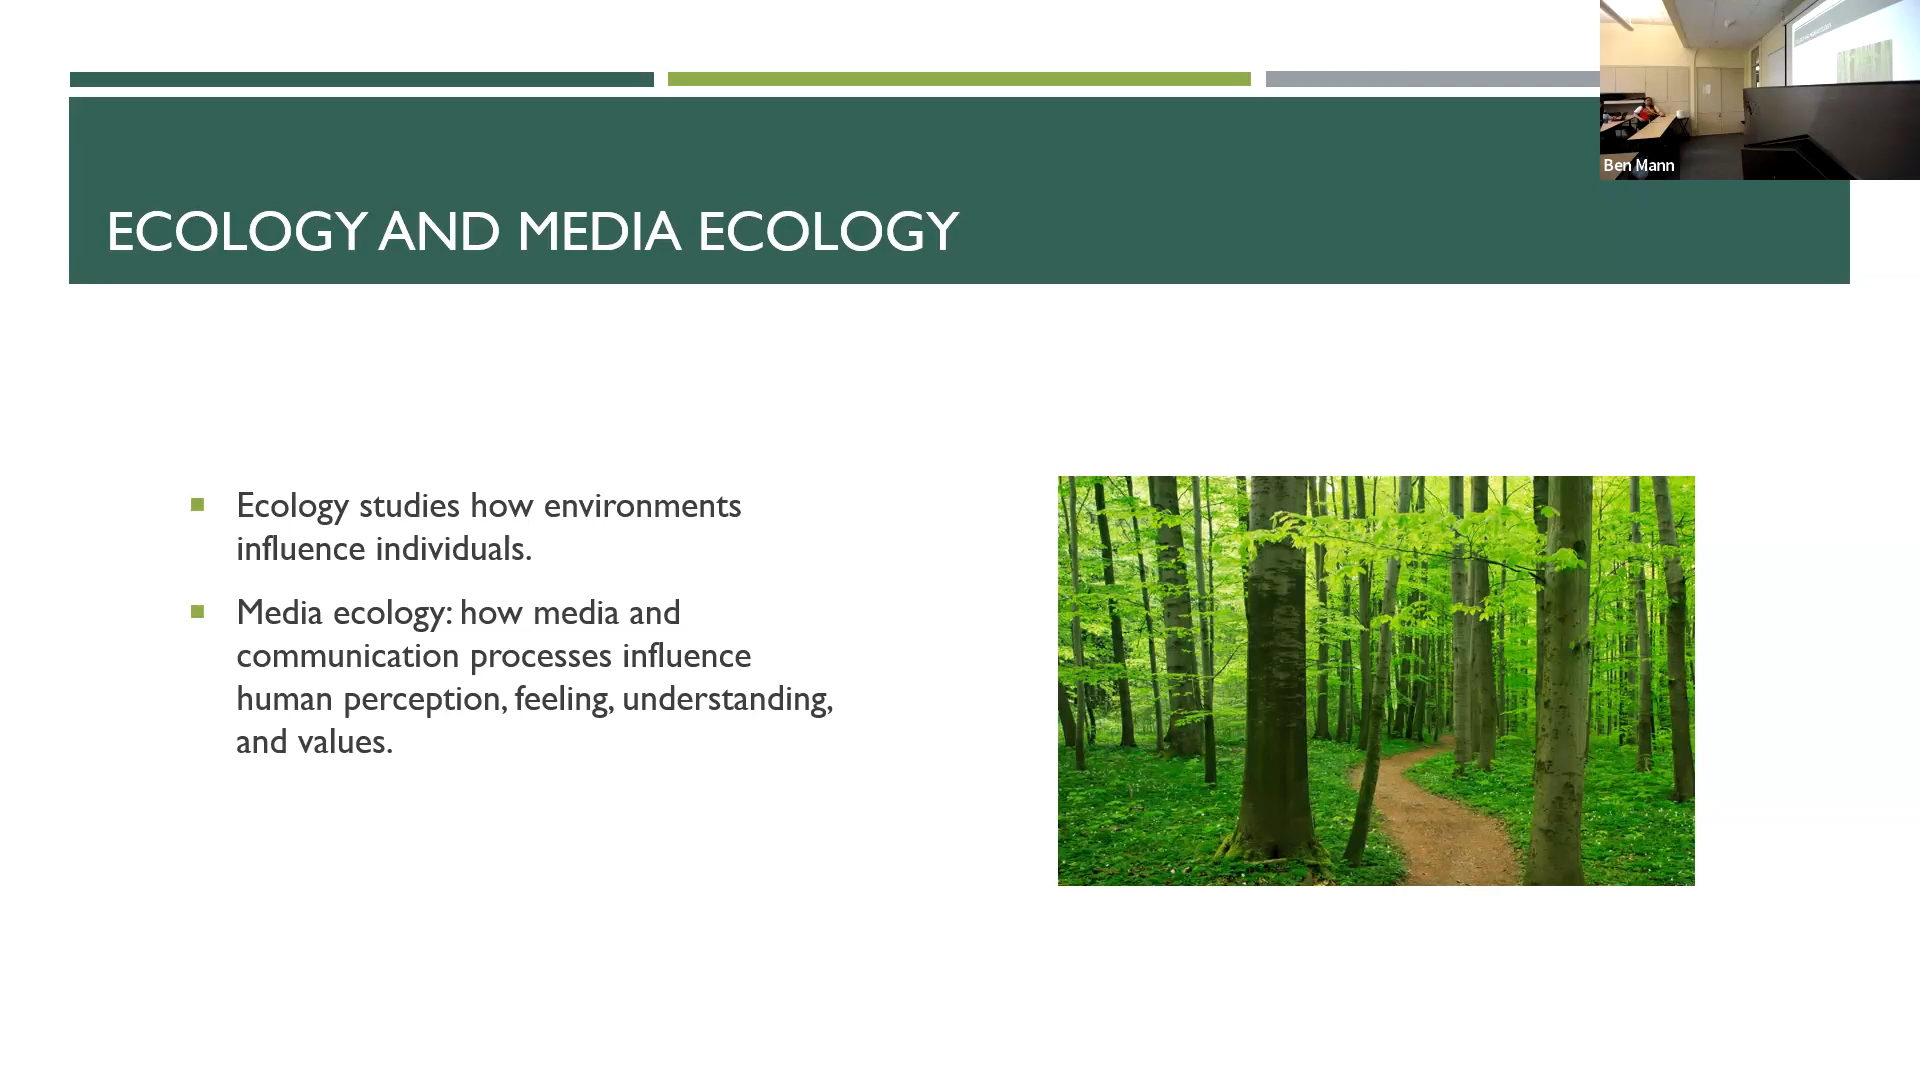 Ben Mann
ECOLOGY AND MEDIA ECOLOGY
Ecology studies how environments
influence individuals.
Media ecology: how media and
communication processes influence
human perception, feeling, understanding,
and values.